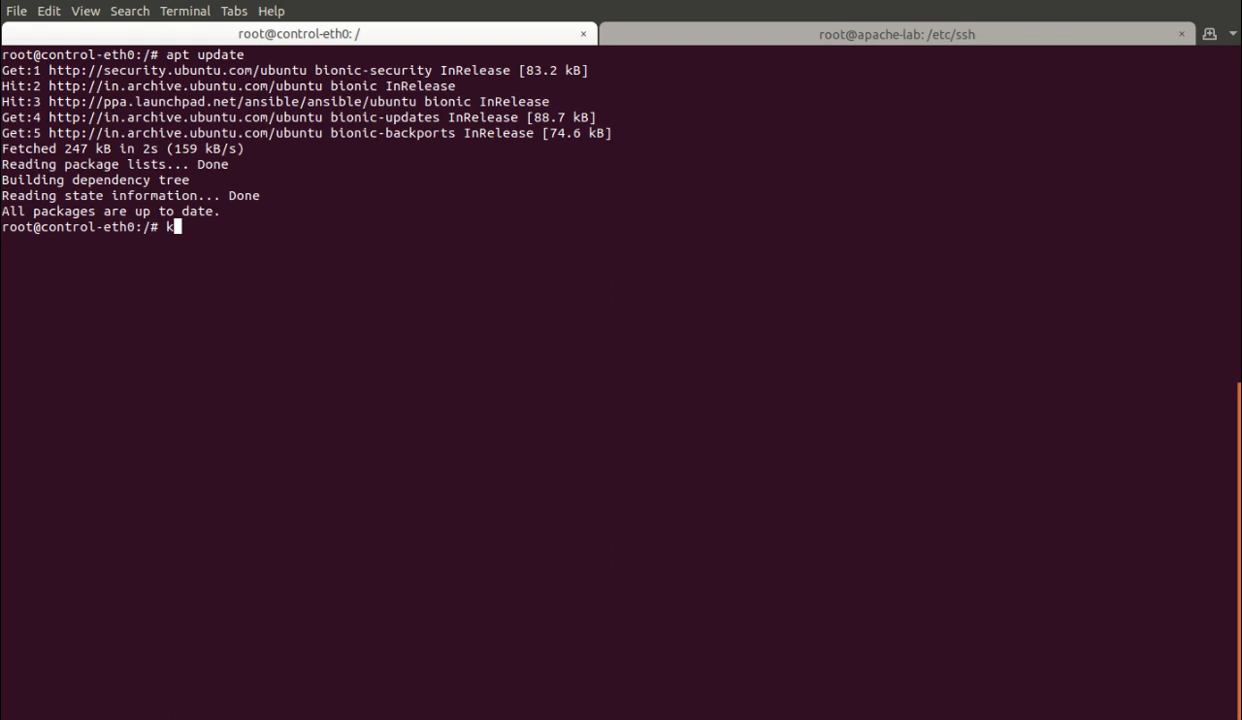 File Edit View Search Terminal Tabs Help
root@control-eth0: / × root@apache-lab: /etc/ssh ×
root@control-eth0:/# apt update
Get:1 http://security.ubuntu.com/ubuntu bionic-security InRelease [83.2 kB]
Hit:2 http://in.archive.ubuntu.com/ubuntu bionic InRelease
Hit:3 http://ppa.launchpad.net/ansible/ansible/ubuntu bionic InRelease
Get:4 http://in.archive.ubuntu.com/ubuntu bionic-updates InRelease [88.7 kB]
Get:5 http://in.archive.ubuntu.com/ubuntu bionic-backports InRelease [74.6 kB]
Fetched 247 kB in 2s (159 kB/s)
Reading package lists... Done
Building dependency tree
Reading state information... Done
All packages are up to date.
root@control-eth0:/# k